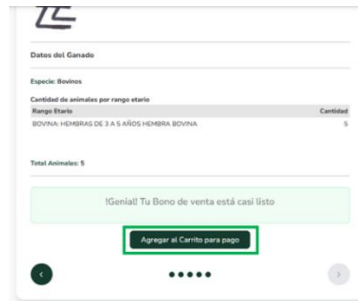 Datos del Ganado
Especie: Bovinos
Cantidad de animales por rango etario
Rango Etario Cantidad
BOVINA: HEMBRAS DE 3 A 5 AÑOS HEMBRA BOVINA 5
Total Animales: 5
!Genial! Tu Bono de venta está casi listo
Agregar al Carrito para pago